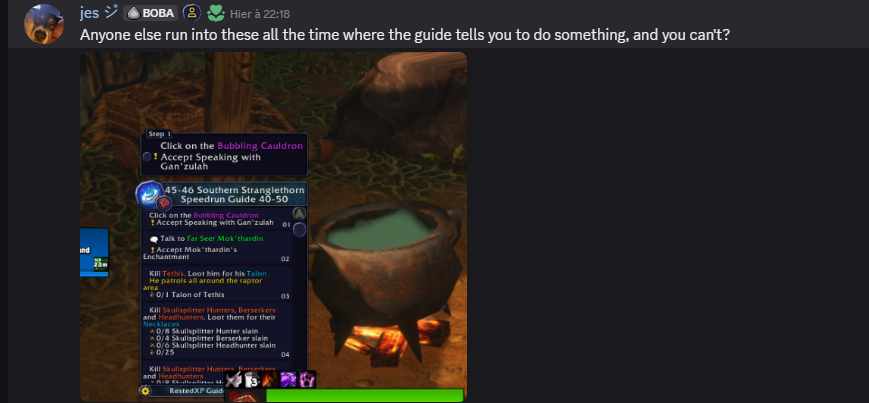 jes ジ BOBA Hier à 22:18
Anyone else run into these all the time where the guide tells you to do something, and you can't?
Step 1
Click on the Bubbling Cauldron
! Accept Speaking with
Gan'zulah
45-46 Southern Stranglethorn
Speedrun Guide 40-50
Click on the Bubbling Cauldron
! Accept Speaking with Gan'zulah 01
Talk to Far Seer Mok'thardin
! Accept Mok'thardin's
Enchantment 02
Kill Tethis. Loot him for his Talon
He patrols all around the raptor
area
0/1 Talon of Tethis 03
Kill Skullsplitter Hunters, Berserkers
and Headhunters. Loot them for their
Necklaces
0/8 Skullsplitter Hunter slain
0/4 Skullsplitter Berserker slain
0/6 Skullsplitter Headhunter slain
0/25 04
Kill Skullsplitter Hunters, Berserkers
and Headhunters.
RestedXP Guid
nd
23m
3